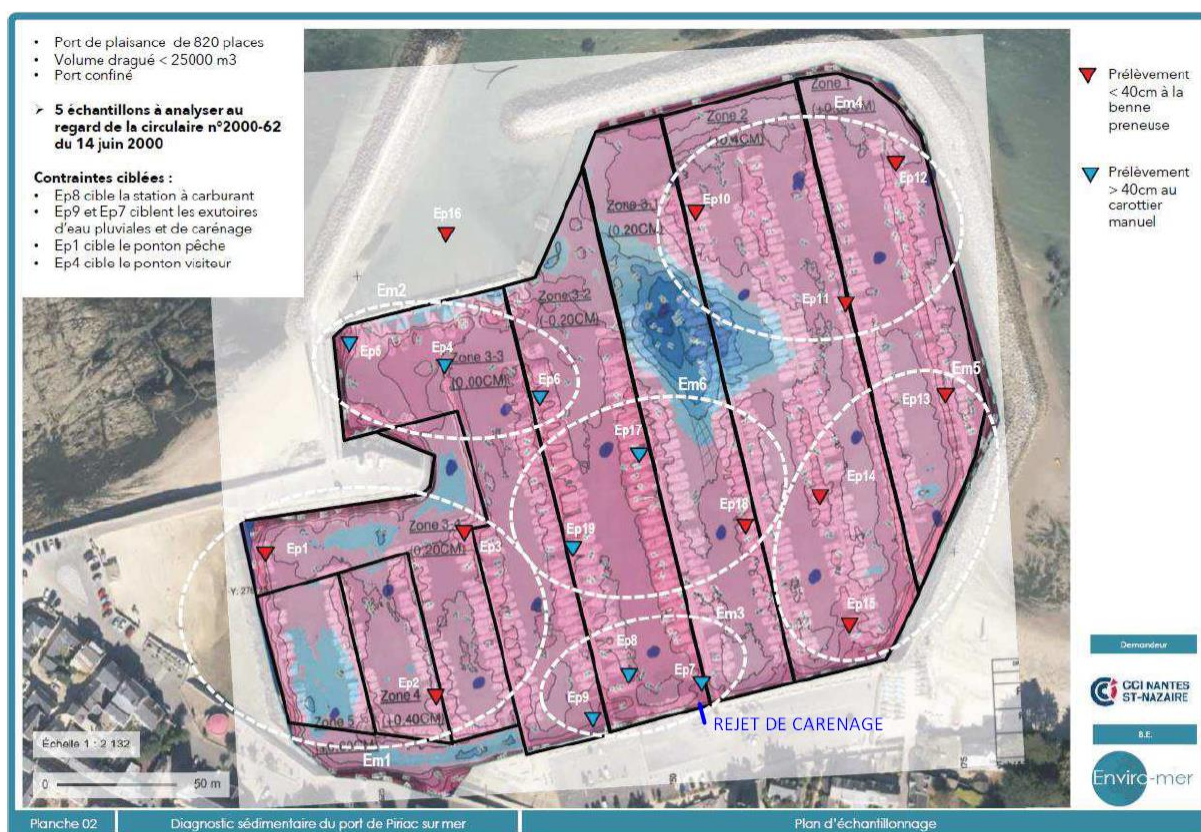 • Port de plaisance de 820 places
• Volume dragué < 25000 m3
• Port confiné
➢ 5 échantillons à analyser au
regard de la circulaire n°2000-62
du 14 juin 2000
Contraintes ciblées :
• Ep8 cible la station à carburant
• Ep9 et Ep7 ciblent les exutoires
d'eau pluviales et de carénage
• Ep1 cible le ponton pêche
• Ep4 cible le ponton visiteur
Prélèvement
< 40cm à la
benne
preneuse
Prélèvement
> 40cm au
carottier
manuel
Zone 1
Em4
Zone 2
Ep12
Ep10
Ep16
Zone 3-1
(0.20CM)
Em2
Zone 3-2
(-0.20CM)
Ep11
Ep5
Ep4
Zone 3-3
(0.00CM)
Ep6
Em6
Em5
Ep13
Ep17
Ep14
Ep18
Ep19
Ep1
Zone 3-4
(0.20CM)
Ep3
Ep15
Em3
Ep8
Ep7
Ep2
Zone 4
(+0.40CM)
Ep9
Zone 5
REJET DE CARENAGE
Em1
Échelle 1 : 2 132
0
50 m
Demandeur
CCI NANTES
ST-NAZAIRE
B.E.
Enviro-mer
Planche 02
Diagnostic sédimentaire du port de Piriac sur mer
Plan d'échantillonnage